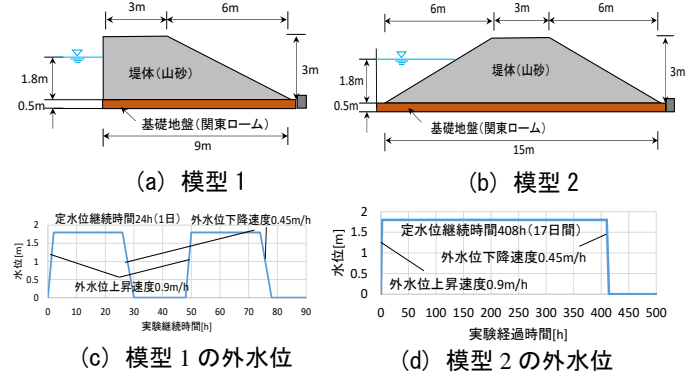 3m
6m
1.8m
0.5m
堤体(山砂)
3m
基礎地盤(関東ローム)
9m
(a) 模型 1
6m
3m
6m
1.8m
0.5m
堤体(山砂)
3m
基礎地盤(関東ローム)
15m
(b) 模型 2
定水位継続時間24h(1日)
外水位下降速度0.45m/h
水位[m]
2
1.5
1
0.5
0
外水位上昇速度0.9m/h
0 10 20 30 40 50 60 70 80 90
実験継続時間[h]
(c) 模型 1 の外水位
定水位継続時間408h(17日間)
外水位下降速度0.45m/h
水位[m]
2
1.5
1
0.5
0
外水位上昇速度0.9m/h
0 50 100 150 200 250 300 350 400 450 500
実験経過時間[h]
(d) 模型 2 の外水位